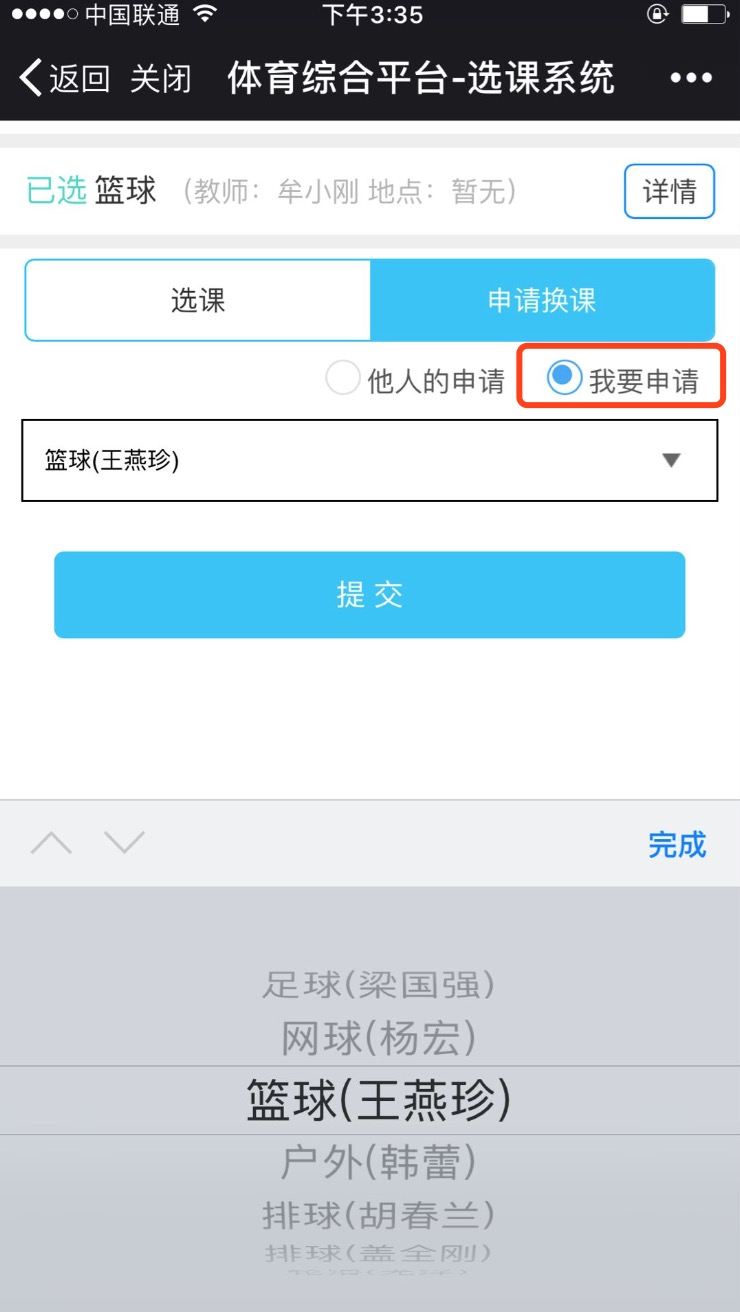 中国联通 下午3:35
返回 关闭 体育综合平台-选课系统
已选 篮球 (教师：牟小刚 地点：暂无) 详情
选课 申请换课
他人的申请 我要申请
篮球(王燕珍)
提 交
完成
足球(梁国强)
网球(杨宏)
篮球(王燕珍)
户外(韩蕾)
排球(胡春兰)
排球(盖全刚)